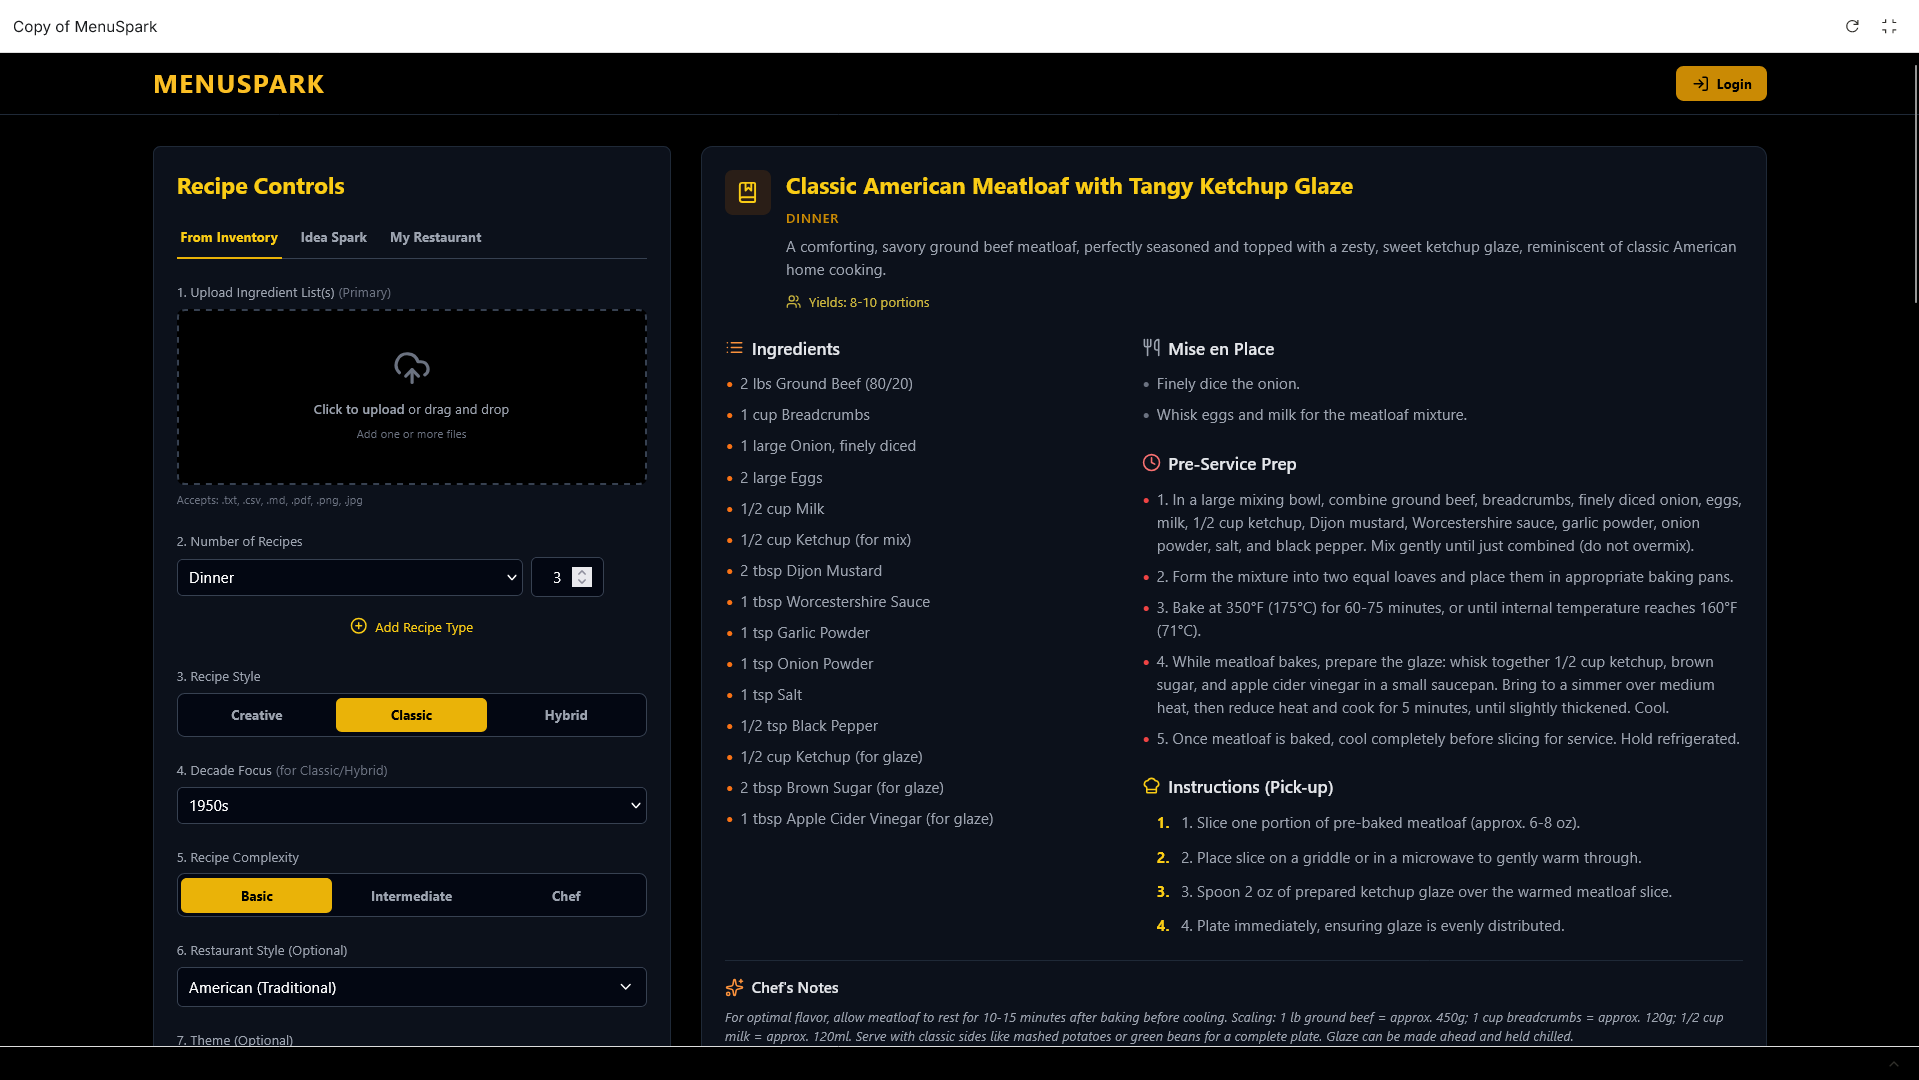 Copy of MenuSpark
MENUSPARK
Login
Recipe Controls
From Inventory
Idea Spark
My Restaurant
1. Upload Ingredient List(s) (Primary)
Click to upload or drag and drop
Add one or more files
Accepts: .txt, .csv, .md, .pdf, .png, .jpg
2. Number of Recipes
Dinner
3
Add Recipe Type
3. Recipe Style
Creative
Classic
Hybrid
4. Decade Focus (for Classic/Hybrid)
1950s
5. Recipe Complexity
Basic
Intermediate
Chef
6. Restaurant Style (Optional)
American (Traditional)
7. Theme (Optional)
Classic American Meatloaf with Tangy Ketchup Glaze
DINNER
A comforting, savory ground beef meatloaf, perfectly seasoned and topped with a zesty, sweet ketchup glaze, reminiscent of classic American
home cooking.
Yields: 8-10 portions
Ingredients
• 2 lbs Ground Beef (80/20)
• 1 cup Breadcrumbs
• 1 large Onion, finely diced
• 2 large Eggs
• 1/2 cup Milk
• 1/2 cup Ketchup (for mix)
• 2 tbsp Dijon Mustard
• 1 tbsp Worcestershire Sauce
• 1 tsp Garlic Powder
• 1 tsp Onion Powder
• 1 tsp Salt
• 1/2 tsp Black Pepper
• 1/2 cup Ketchup (for glaze)
• 2 tbsp Brown Sugar (for glaze)
• 1 tbsp Apple Cider Vinegar (for glaze)
Mise en Place
• Finely dice the onion.
• Whisk eggs and milk for the meatloaf mixture.
Pre-Service Prep
• 1. In a large mixing bowl, combine ground beef, breadcrumbs, finely diced onion, eggs,
milk, 1/2 cup ketchup, Dijon mustard, Worcestershire sauce, garlic powder, onion
powder, salt, and black pepper. Mix gently until just combined (do not overmix).
• 2. Form the mixture into two equal loaves and place them in appropriate baking pans.
• 3. Bake at 350°F (175°C) for 60-75 minutes, or until internal temperature reaches 160°F
(71°C).
• 4. While meatloaf bakes, prepare the glaze: whisk together 1/2 cup ketchup, brown
sugar, and apple cider vinegar in a small saucepan. Bring to a simmer over medium
heat, then reduce heat and cook for 5 minutes, until slightly thickened. Cool.
• 5. Once meatloaf is baked, cool completely before slicing for service. Hold refrigerated.
Instructions (Pick-up)
1. 1. Slice one portion of pre-baked meatloaf (approx. 6-8 oz).
2. 2. Place slice on a griddle or in a microwave to gently warm through.
3. 3. Spoon 2 oz of prepared ketchup glaze over the warmed meatloaf slice.
4. 4. Plate immediately, ensuring glaze is evenly distributed.
Chef's Notes
For optimal flavor, allow meatloaf to rest for 10-15 minutes after baking before cooling. Scaling: 1 lb ground beef = approx. 450g; 1 cup breadcrumbs = approx. 120g; 1/2 cup
milk = approx. 120ml. Serve with classic sides like mashed potatoes or green beans for a complete plate. Glaze can be made ahead and held chilled.